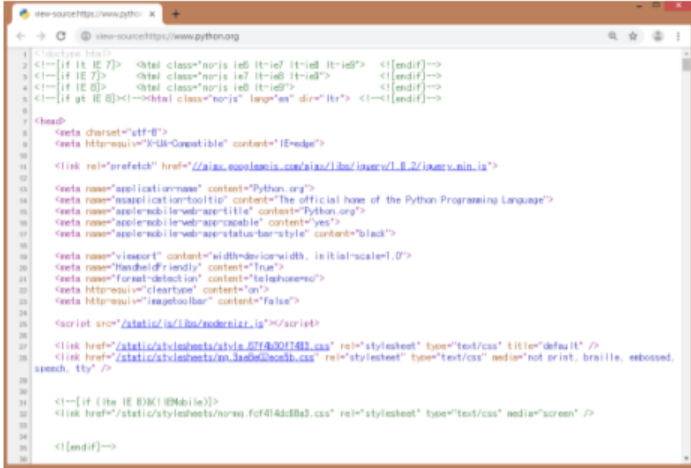 view-source:https://www.pytho
view-source:https://www.python.org
1 <!doctype html>
2 <!--[if lt IE 7]> <html class="no-js ie6 lt-ie7 lt-ie8 lt-ie9"> <![endif]-->
3 <!--[if IE 7]> <html class="no-js ie7 lt-ie8 lt-ie9"> <![endif]-->
4 <!--[if IE 8]> <html class="no-js ie8 lt-ie9"> <![endif]-->
5 <!--[if gt IE 8]><!--><html class="no-js" lang="en" dir="ltr"> <!--<![endif]-->
6
7 <head>
8 <meta charset="utf-8">
9 <meta http-equiv="X-UA-Compatible" content="IE=edge">
10
11 <link rel="prefetch" href="//ajax.googleapis.com/ajax/libs/jquery/1.8.2/jquery.min.js">
12
13 <meta name="application-name" content="Python.org">
14 <meta name="msapplication-tooltip" content="The official home of the Python Programming Language">
15 <meta name="apple-mobile-web-app-title" content="Python.org">
16 <meta name="apple-mobile-web-app-capable" content="yes">
17 <meta name="apple-mobile-web-app-status-bar-style" content="black">
18
19 <meta name="viewport" content="width=device-width, initial-scale=1.0">
20 <meta name="HandheldFriendly" content="True">
21 <meta name="format-detection" content="telephone=no">
22 <meta http-equiv="cleartype" content="on">
23 <meta http-equiv="imagetoolbar" content="false">
24
25 <script src="/static/js/libs/modernizr.js"></script>
26
27 <link href="/static/stylesheets/style.67f4b30f7483.css" rel="stylesheet" type="text/css" title="default" />
28 <link href="/static/stylesheets/mq.3ae8e02ece5b.css" rel="stylesheet" type="text/css" media="not print, braille, embossed,
speech, tty" />
29
30
31 <!--[if (lte IE 8)&(!IEMobile)]>
32 <link href="/static/stylesheets/no-mq.fcf414dc68a3.css" rel="stylesheet" type="text/css" media="screen" />
33
34
35 <![endif]-->
36